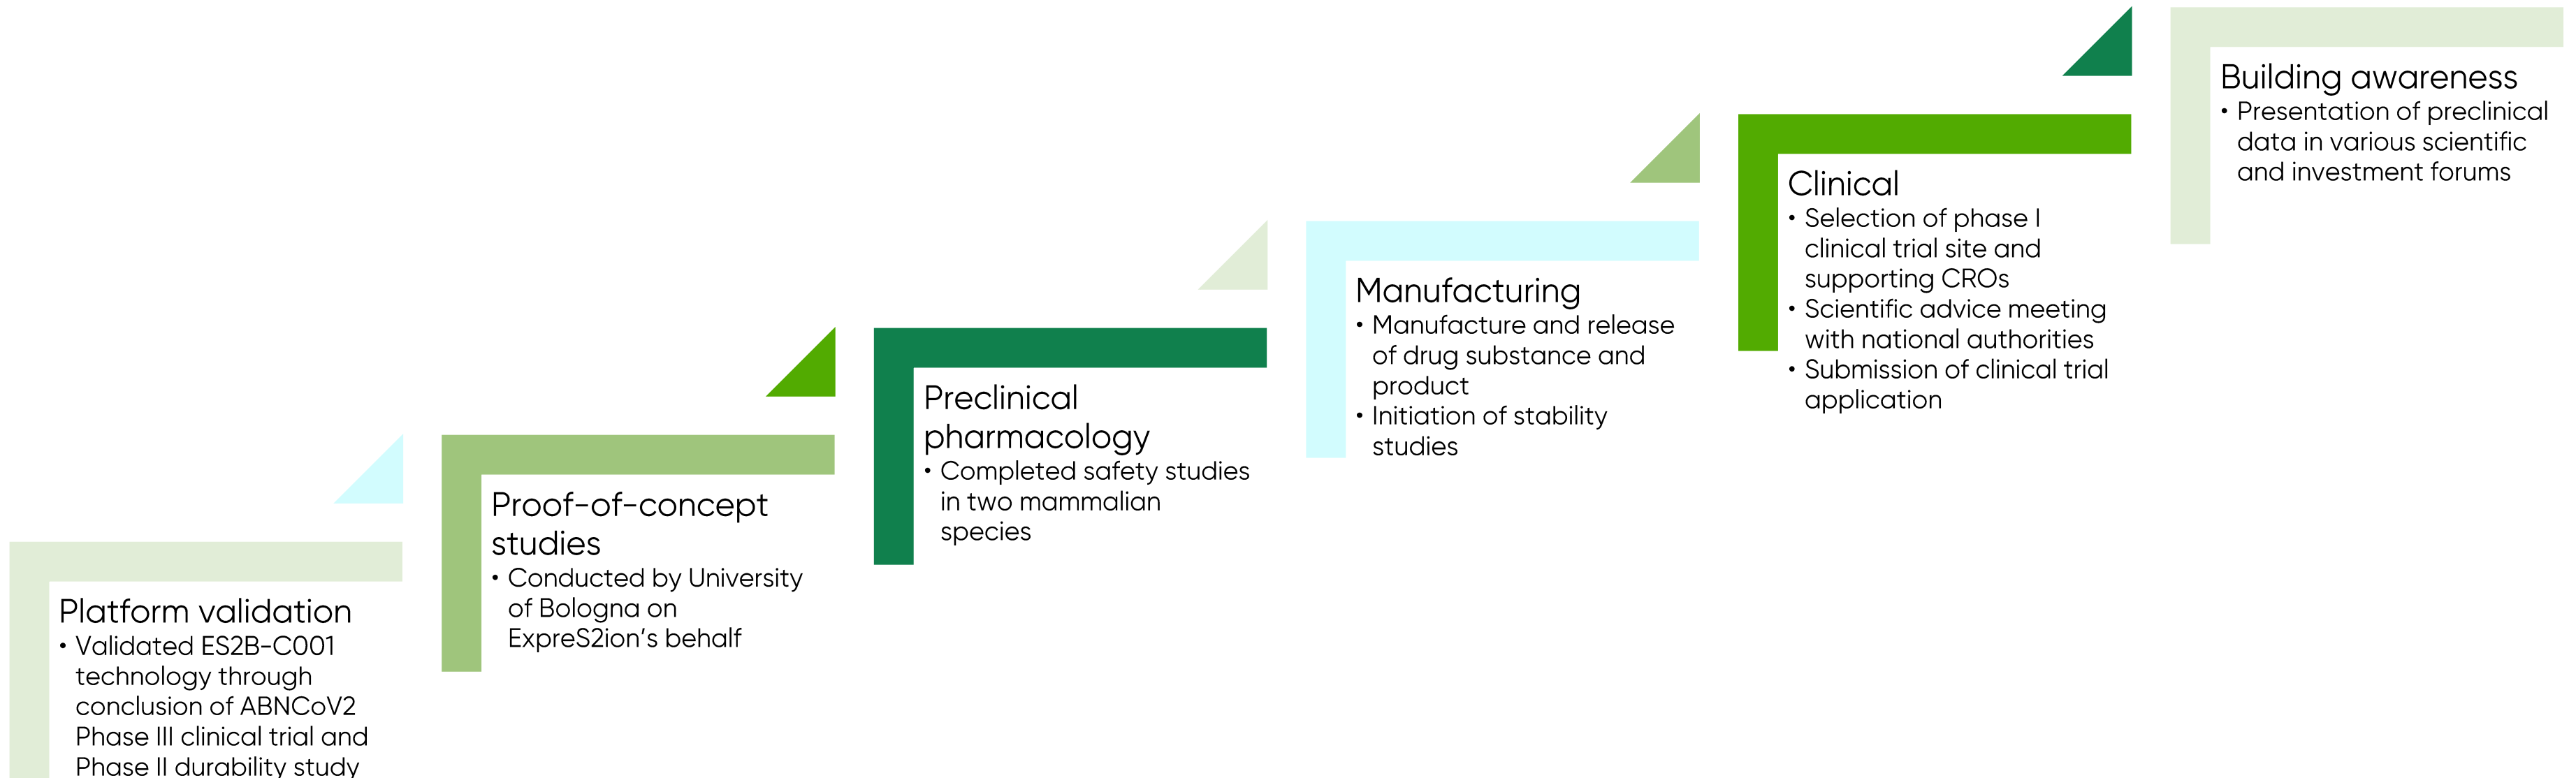 Platform validation
• Validated ES2B-C001
technology through
conclusion of ABNCoV2
Phase III clinical trial and
Phase II durability study
Proof-of-concept
studies
• Conducted by University
of Bologna on
ExpreS2ion's behalf
Preclinical
pharmacology
• Completed safety studies
in two mammalian
species
Manufacturing
• Manufacture and release
of drug substance and
product
• Initiation of stability
studies
Clinical
• Selection of phase I
clinical trial site and
supporting CROs
• Scientific advice meeting
with national authorities
• Submission of clinical trial
application
Building awareness
• Presentation of preclinical
data in various scientific
and investment forums